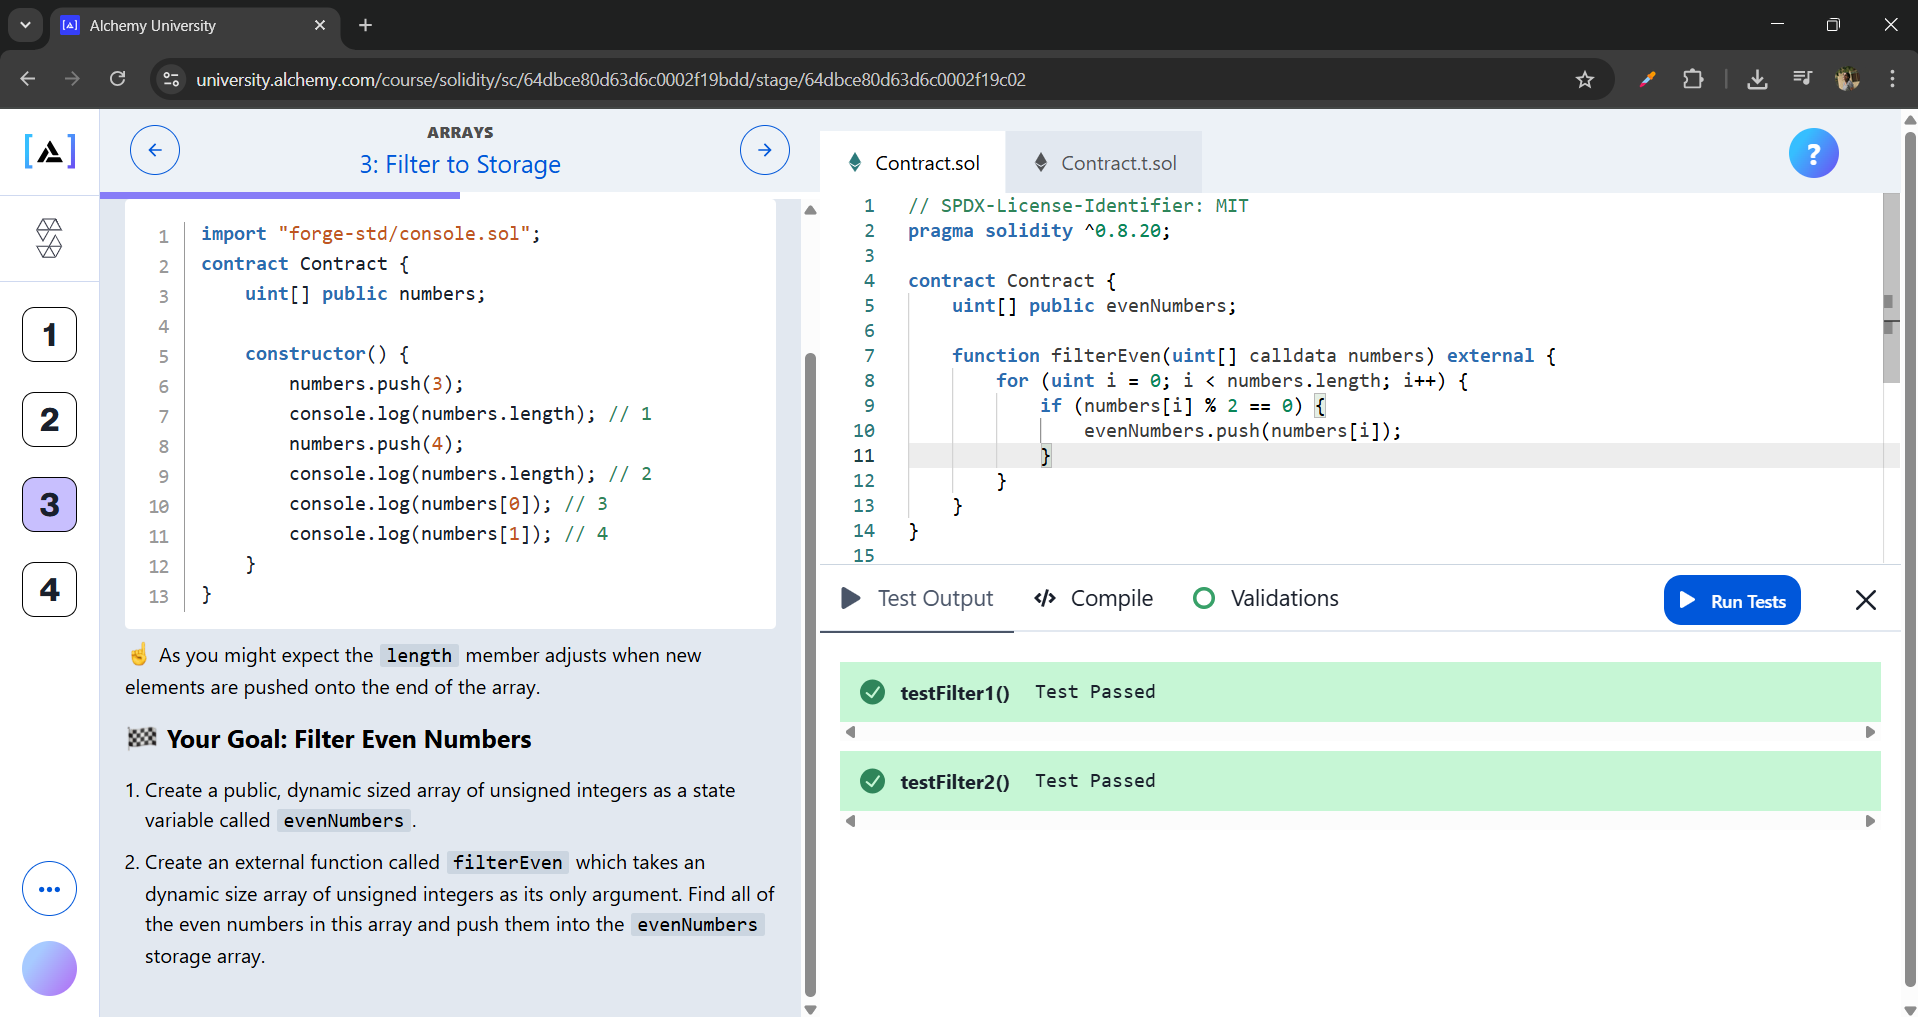 Alchemy University
university.alchemy.com/course/solidity/sc/64dbce80d63d6c0002f19bdd/stage/64dbce80d63d6c0002f19c02
1
2
3
4
ARRAYS
3: Filter to Storage
1 import "forge-std/console.sol";
2 contract Contract {
3     uint[] public numbers;
4
5     constructor() {
6         numbers.push(3);
7         console.log(numbers.length); // 1
8         numbers.push(4);
9         console.log(numbers.length); // 2
10         console.log(numbers[0]); // 3
11         console.log(numbers[1]); // 4
12     }
13 }
☝️ As you might expect the length member adjusts when new
elements are pushed onto the end of the array.
🏁 Your Goal: Filter Even Numbers
1. Create a public, dynamic sized array of unsigned integers as a state
variable called evenNumbers .
2. Create an external function called filterEven which takes an
dynamic size array of unsigned integers as its only argument. Find all of
the even numbers in this array and push them into the evenNumbers
storage array.
Contract.sol
Contract.t.sol
?
1 // SPDX-License-Identifier: MIT
2 pragma solidity ^0.8.20;
3
4 contract Contract {
5     uint[] public evenNumbers;
6
7     function filterEven(uint[] calldata numbers) external {
8         for (uint i = 0; i < numbers.length; i++) {
9             if (numbers[i] % 2 == 0) {
10                 evenNumbers.push(numbers[i]);
11             }
12         }
13     }
14 }
15
Test Output
Compile
Validations
Run Tests
testFilter1() Test Passed
testFilter2() Test Passed